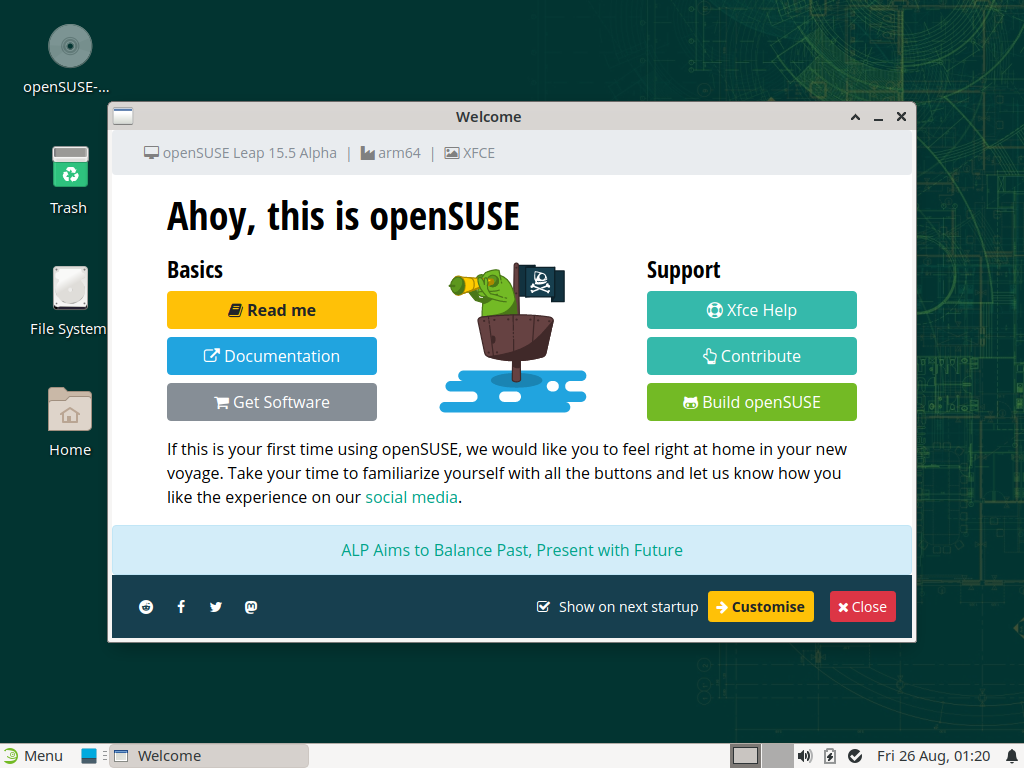 openSUSE-...
Trash
File System
Home
Welcome
openSUSE Leap 15.5 Alpha | arm64 | XFCE
Ahoy, this is openSUSE
Basics
Read me
Documentation
Get Software
Support
Xfce Help
Contribute
Build openSUSE
If this is your first time using openSUSE, we would like you to feel right at home in your new
voyage. Take your time to familiarize yourself with all the buttons and let us know how you
like the experience on our social media.
ALP Aims to Balance Past, Present with Future
Show on next startup
Customise
Close
Menu
Welcome
Fri 26 Aug, 01:20